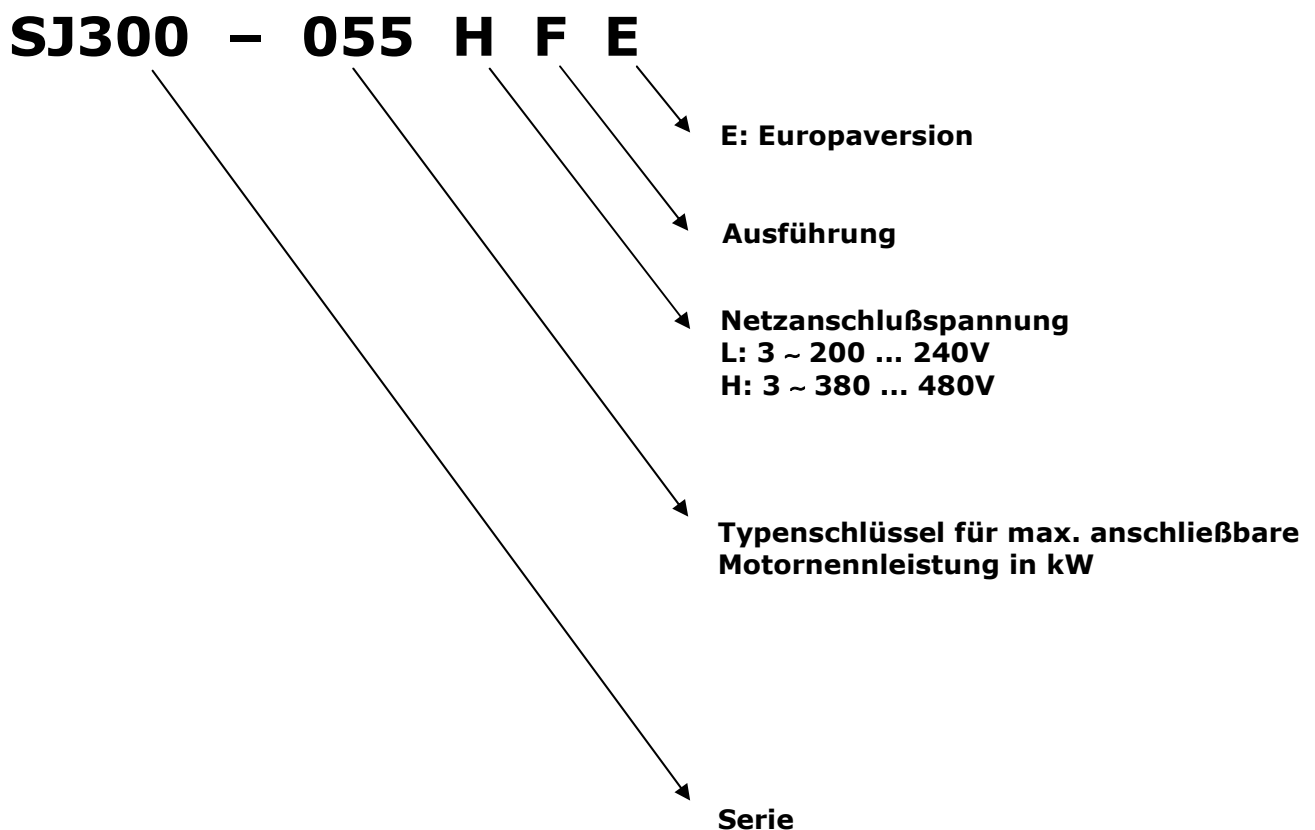 SJ300 – 055 H F E
E: Europaversion
Ausführung
Netzanschlußspannung
L: 3 ~ 200 ... 240V
H: 3 ~ 380 ... 480V
Typenschlüssel für max. anschließbare
Motornennleistung in kW
Serie